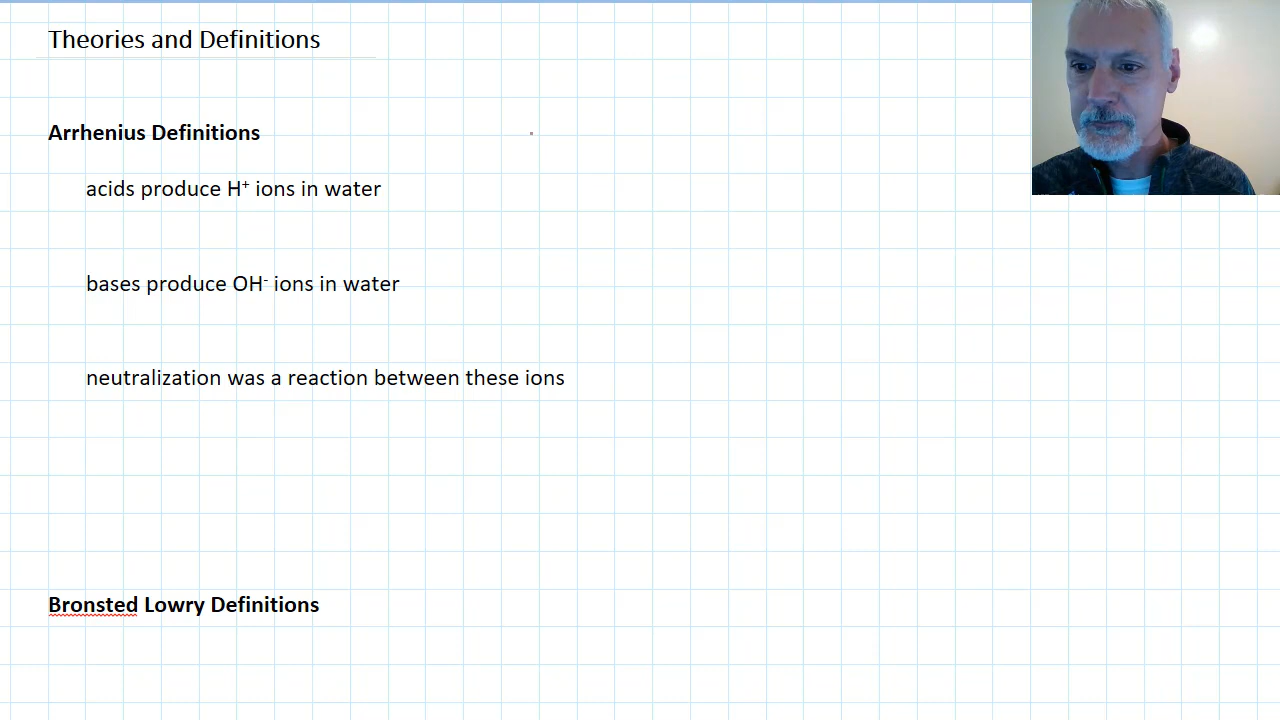 Theories and Definitions
Arrhenius Definitions
acids produce H⁺ ions in water
bases produce OH⁻ ions in water
neutralization was a reaction between these ions
Bronsted Lowry Definitions